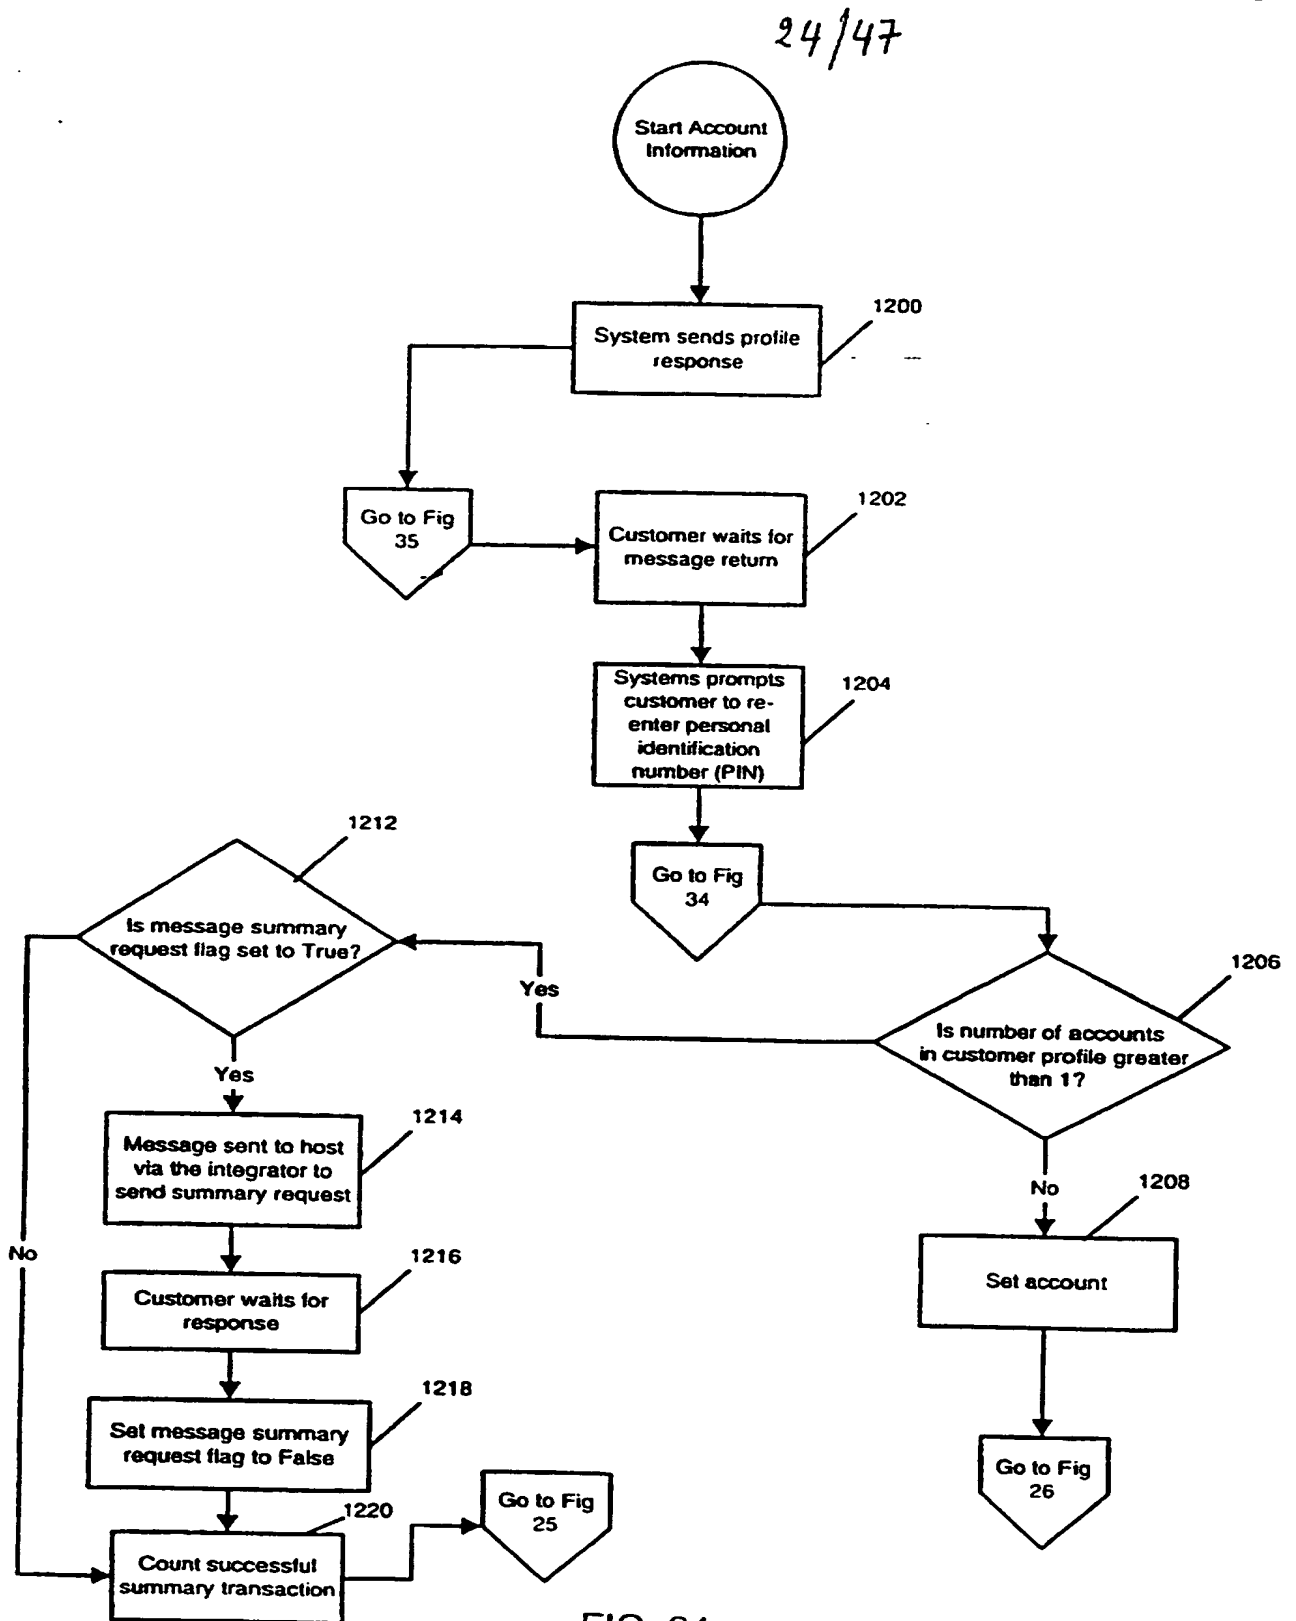 24/47
Start Account
Information
1200
System sends profile
response
Go to Fig
35
1202
Customer waits for
message return
1204
Systems prompts
customer to re-
enter personal
identification
number (PIN)
Go to Fig
34
1212
Is message summary
request flag set to True?
Yes
1206
Is number of accounts
in customer profile greater
than 1?
Yes
1214
Message sent to host
via the integrator to
send summary request
No
1208
Set account
No
1216
Customer waits for
response
1218
Set message summary
request flag to False
Go to Fig
26
1220
Go to Fig
25
Count successful
summary transaction